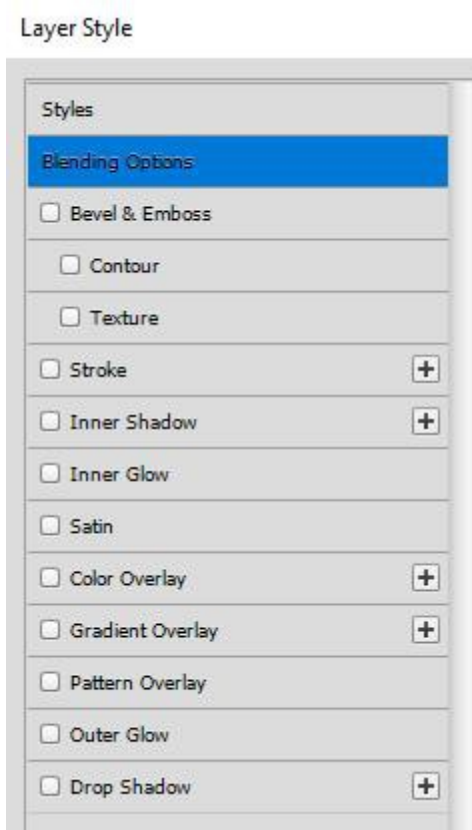 Layer Style
Styles
Blending Options
Bevel & Emboss
Contour
Texture
Stroke
Inner Shadow
Inner Glow
Satin
Color Overlay
Gradient Overlay
Pattern Overlay
Outer Glow
Drop Shadow